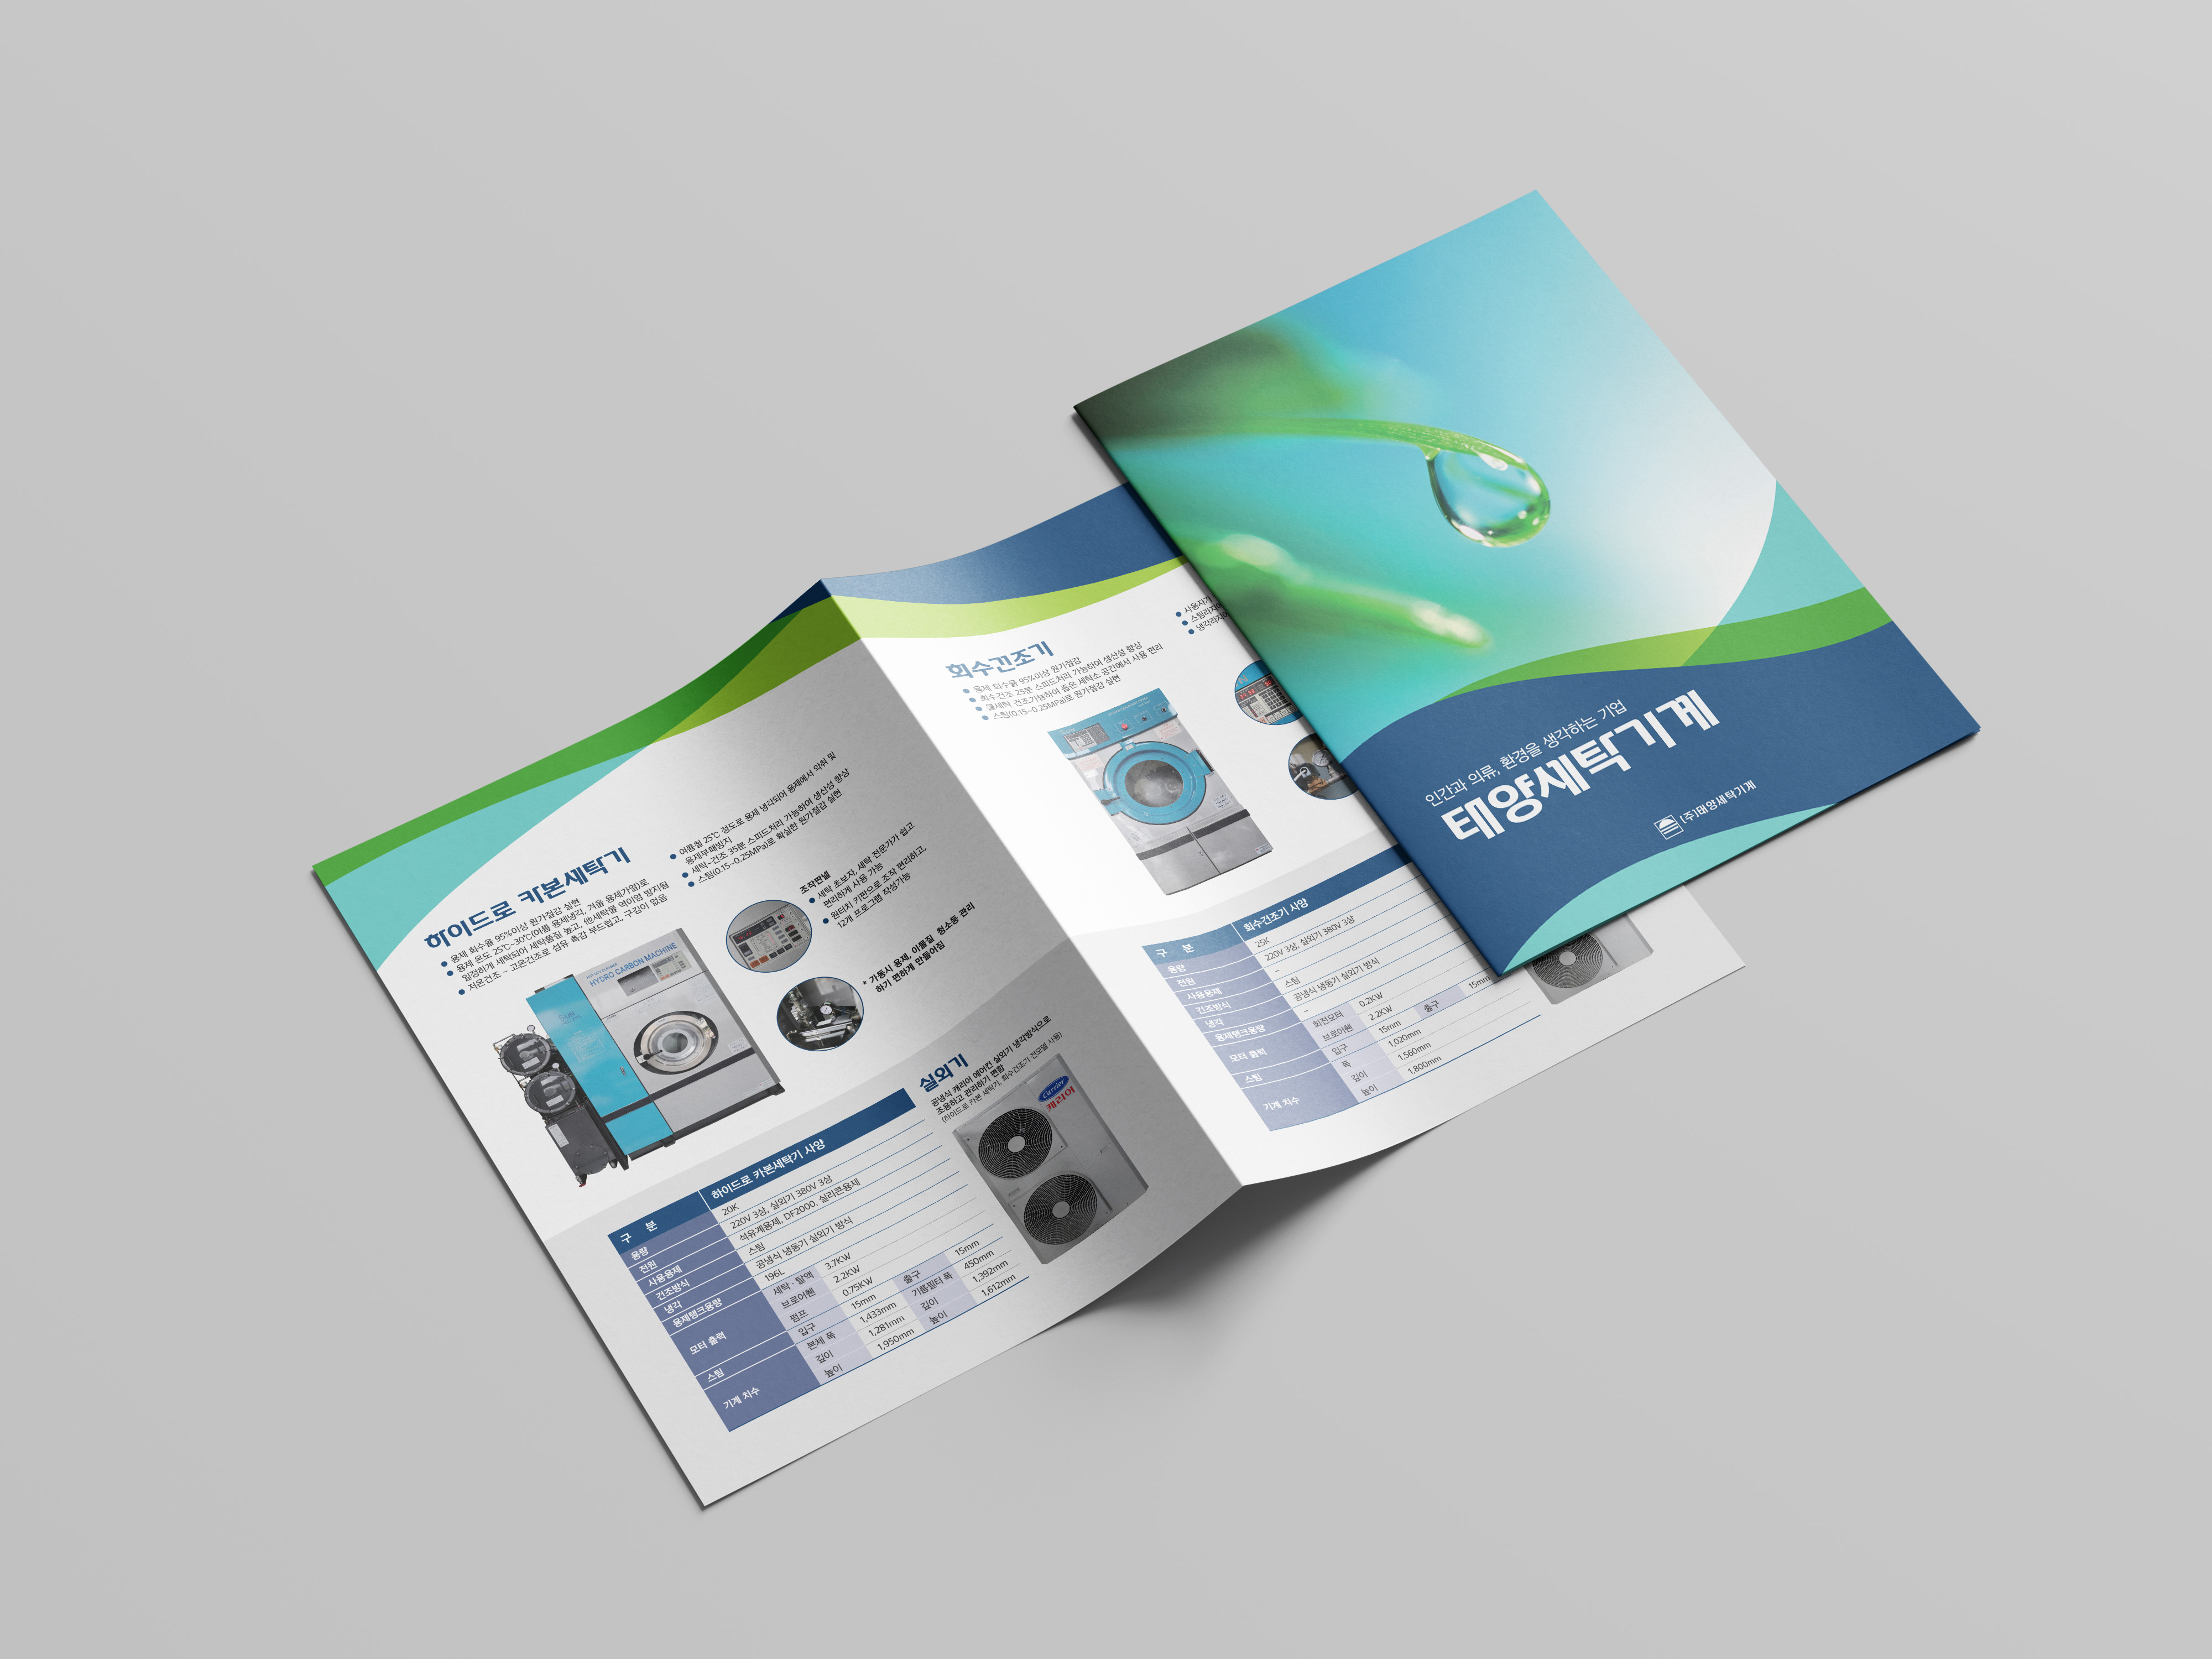 인간과 의류, 환경을 생각하는 기업
태양세탁기계
(주)태양세탁기계
하이드로 카본세탁기
● 용제 회수율 95%이상 원가절감 실현
● 용제 온도 25℃~30℃(여름 용제냉각, 겨울 용제가열)로
일정하게 세탁되어 세탁품질 높고, 他세탁물 역이염 방지됨
● 저온건조 ~ 고온건조로 섬유 촉감 부드럽고, 구김이 없음
● 여름철 25℃ 정도로 용제 냉각되어 용제에서 악취 및
용제부패방지
● 세탁~건조 35분 스피드처리 가능하여 생산성 향상
● 스팀(0.15~0.25MPa)로 확실한 원가절감 실현
HYDRO CARBON MACHINE
조작판넬
● 세탁 초보자, 세탁 전문가가 쉽고
편리하게 사용 가능
● 원터치 키판으로 조작 편리하고,
12개 프로그램 작성가능
* 가동시 용제, 이물질 청소등 관리
하기 편하게 만들어짐
실외기
공냉식 캐리어 에어컨 실외기 냉각방식으로
조용하고 관리하기 편함
(하이드로 카본 세탁기, 회수건조기 전모델 사용)
Carrier
캐리어
구 분 하이드로 카본세탁기 사양
용량 20K
전원 220V 3상, 실외기 380V 3상
사용용제 석유계용제, DF2000, 실리콘용제
건조방식 스팀
냉각 공냉식 냉동기 실외기 방식
용제탱크용량 196L
모터 출력 세탁·탈액 3.7KW
브로어휀 2.2KW
펌프 0.75KW
스팀 입구 15mm 출구 15mm
기계 치수 본체 폭 1,433mm 기름필터 폭 450mm
깊이 1,281mm 깊이 1,392mm
높이 1,950mm 높이 1,612mm
회수건조기
● 용제 회수율 95%이상 원가절감
● 회수건조 25분 스피드처리 가능하여 생산성 향상
● 물세탁 건조가능하여 좁은 세탁소 공간에서 사용 편리
● 스팀(0.15~0.25MPa)로 원가절감 실현
● 사용자가
● 스팀라지에
● 냉각라지에
구 분 회수건조기 사양
용량 25K
전원 220V 3상, 실외기 380V 3상
사용용제 –
건조방식 스팀
냉각 공냉식 냉동기 실외기 방식
용제탱크용량 –
모터 출력 회전모터 0.2KW
브로어휀 2.2KW
스팀 입구 15mm 출구 15mm
기계 치수 폭 1,020mm
깊이 1,560mm
높이 1,800mm